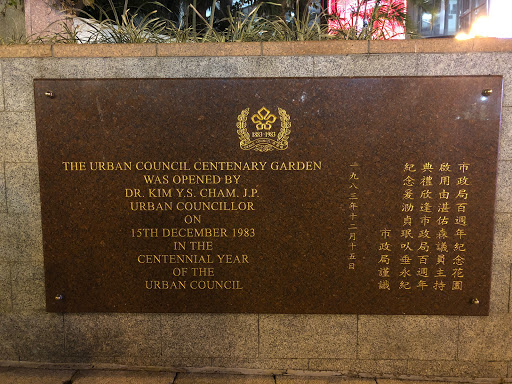 1883-1983
THE URBAN COUNCIL CENTENARY GARDEN
WAS OPENED BY
DR. KIM Y.S. CHAM, J.P.
URBAN COUNCILLOR
ON
15TH DECEMBER 1983
IN THE
CENTENNIAL YEAR
OF THE
URBAN COUNCIL
市政局百週年紀念花園
啟用由湛佑森議員主持
典禮欣逢市政局百週年
紀念爰泐貞珉以垂永紀
市政局謹識
一九八三年十二月十五日